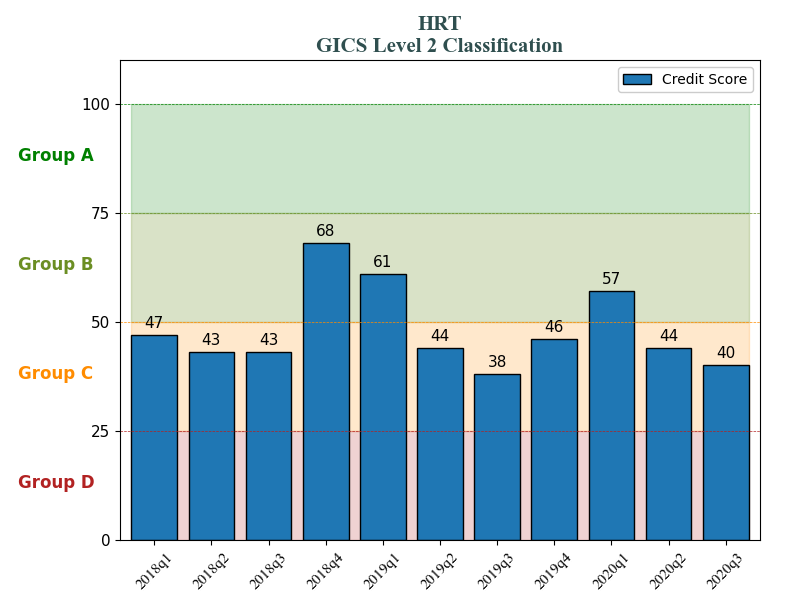 HRT
GICS Level 2 Classification
Credit Score
100
Group A
75
68
Group B
61
57
50
47
46
44
44
43
43
40
38
Group C
25
Group D
0
2018q1
2018q2
2018q3
2018q4
2019q1
2019q2
2019q3
2019q4
2020q1
2020q2
2020q3